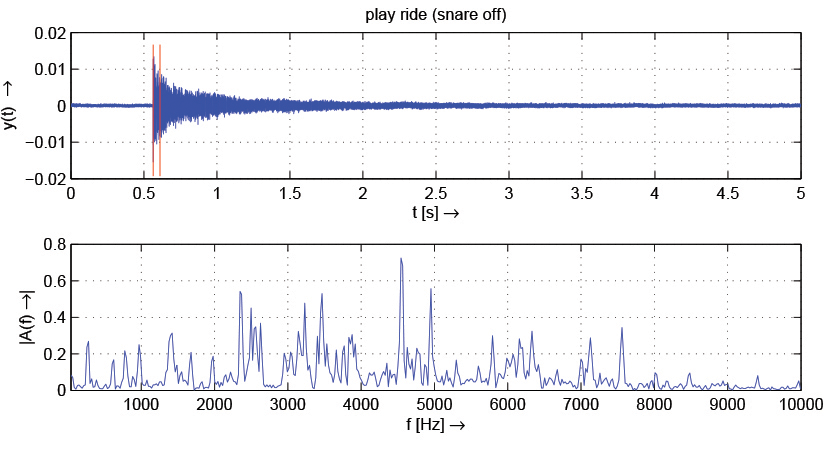 play ride (snare off)
0.02
0.01
0
−0.01
−0.02
y(t) →
0 0.5 1 1.5 2 2.5 3 3.5 4 4.5 5
t [s] →
0.8
0.6
0.4
0.2
0
|A(f) →|
1000 2000 3000 4000 5000 6000 7000 8000 9000 10000
f [Hz] →